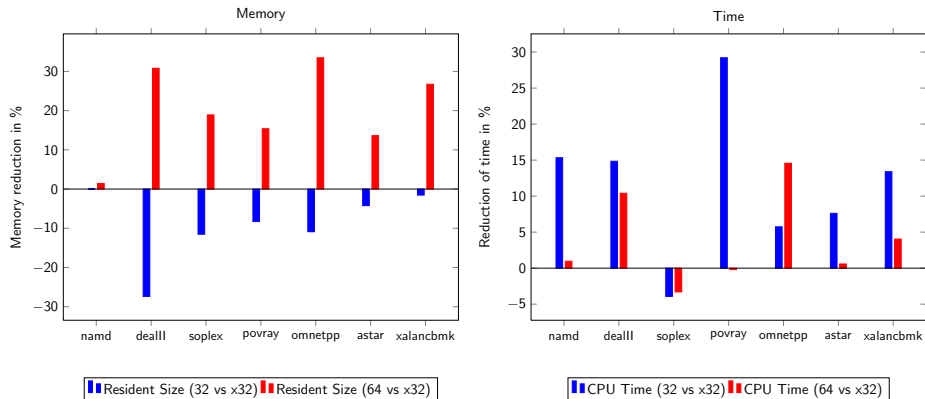 Memory
Memory reduction in %
30
20
10
0
−10
−20
−30
namd dealII soplex povray omnetpp astar xalancbmk
Resident Size (32 vs x32) Resident Size (64 vs x32)
Time
Reduction of time in %
30
25
20
15
10
5
0
−5
namd dealII soplex povray omnetpp astar xalancbmk
CPU Time (32 vs x32) CPU Time (64 vs x32)